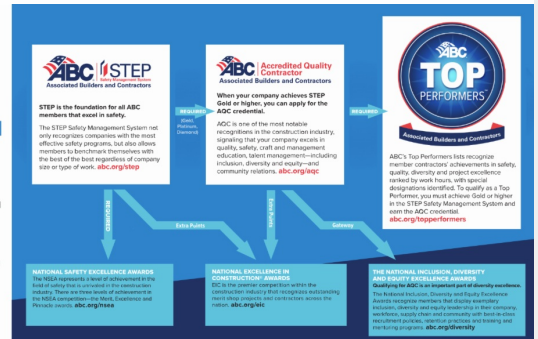 ABC STEP
Safety Management System
Associated Builders and Contractors
STEP is the foundation for all ABC
members that excel in safety.
The STEP Safety Management System not
only recognizes companies with the most
effective safety programs, but also allows
members to benchmark themselves with
the best of the best regardless of company
size or type of work. abc.org/step
REQUIRED
(Gold,
Platinum,
Diamond)
ABC Accredited Quality
Contractor
Associated Builders and Contractors
When your company achieves STEP
Gold or higher, you can apply for the
AQC credential.
AQC is one of the most notable
recognitions in the construction industry,
signaling that your company excels in
quality, safety, craft and management
education, talent management—including
inclusion, diversity and equity—and
community relations. abc.org/aqc
REQUIRED
ABC
TOP
PERFORMERS
Associated Builders and Contractors
ABC's Top Performers lists recognize
member contractors' achievements in safety,
quality, diversity and project excellence
ranked by work hours, with special
designations identified. To qualify as a Top
Performer, you must achieve Gold or higher
in the STEP Safety Management System and
earn the AQC credential.
abc.org/topperformers
REQUIRED
Extra Points
Extra Points
Gateway
NATIONAL SAFETY EXCELLENCE AWARDS
The NSEA represents a level of achievement in the
field of safety that is unrivaled in the construction
industry. There are three levels of achievement in
the NSEA competition—the Merit, Excellence and
Pinnacle awards. abc.org/nsea
NATIONAL EXCELLENCE IN
CONSTRUCTION® AWARDS
EIC is the premier competition within the
construction industry that recognizes outstanding
merit shop projects and contractors across the
nation. abc.org/eic
THE NATIONAL INCLUSION, DIVERSITY
AND EQUITY EXCELLENCE AWARDS
Qualifying for AQC is an important part of diversity excellence.
The National Inclusion, Diversity and Equity Excellence
Awards recognize members that display exemplary
inclusion, diversity and equity leadership in their company,
workforce, supply chain and community with best-in-class
recruitment policies, retention practices and training and
mentoring programs. abc.org/diversity